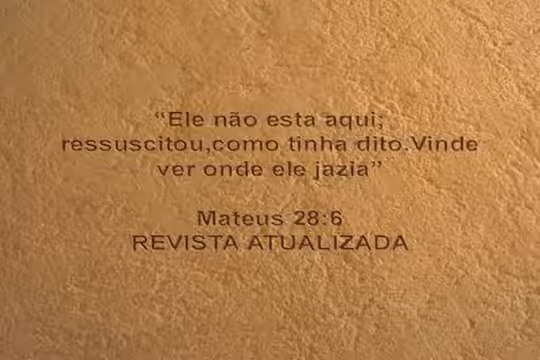 “Ele não esta aqui;
ressuscitou,como tinha dito.Vinde
ver onde ele jazia”
Mateus 28:6
REVISTA ATUALIZADA